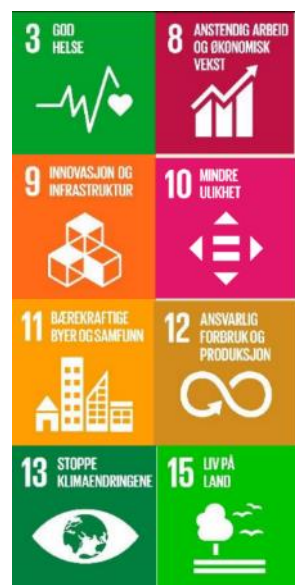 3 GOD
HELSE
8 ANSTENDIG ARBEID
OG ØKONOMISK
VEKST
9 INNOVASJON OG
INFRASTRUKTUR
10 MINDRE
ULIKHET
11 BÆREKRAFTIGE
BYER OG SAMFUNN
12 ANSVARLIG
FORBRUK OG
PRODUKSJON
13 STOPPE
KLIMAENDRINGENE
15 LIV PÅ
LAND